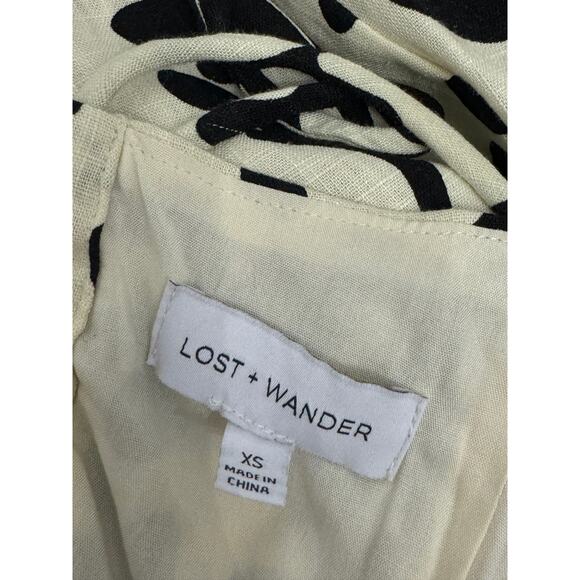 LOST + WANDER
XS
MADE IN
CHINA